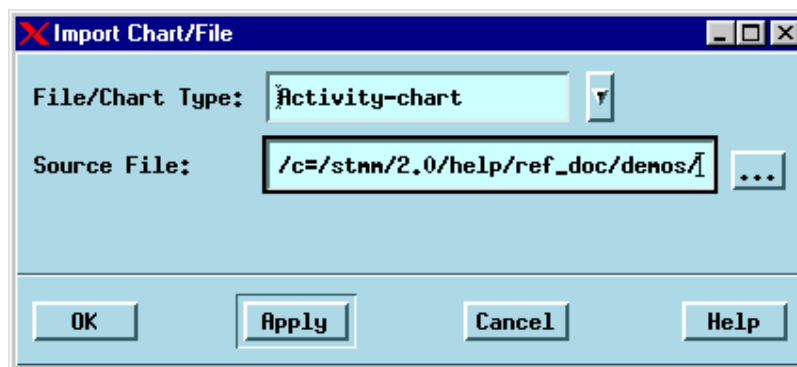 Import Chart/File
File/Chart Type: Activity-chart
Source File: /c=/stmm/2.0/help/ref_doc/demos/
...
OK Apply Cancel Help